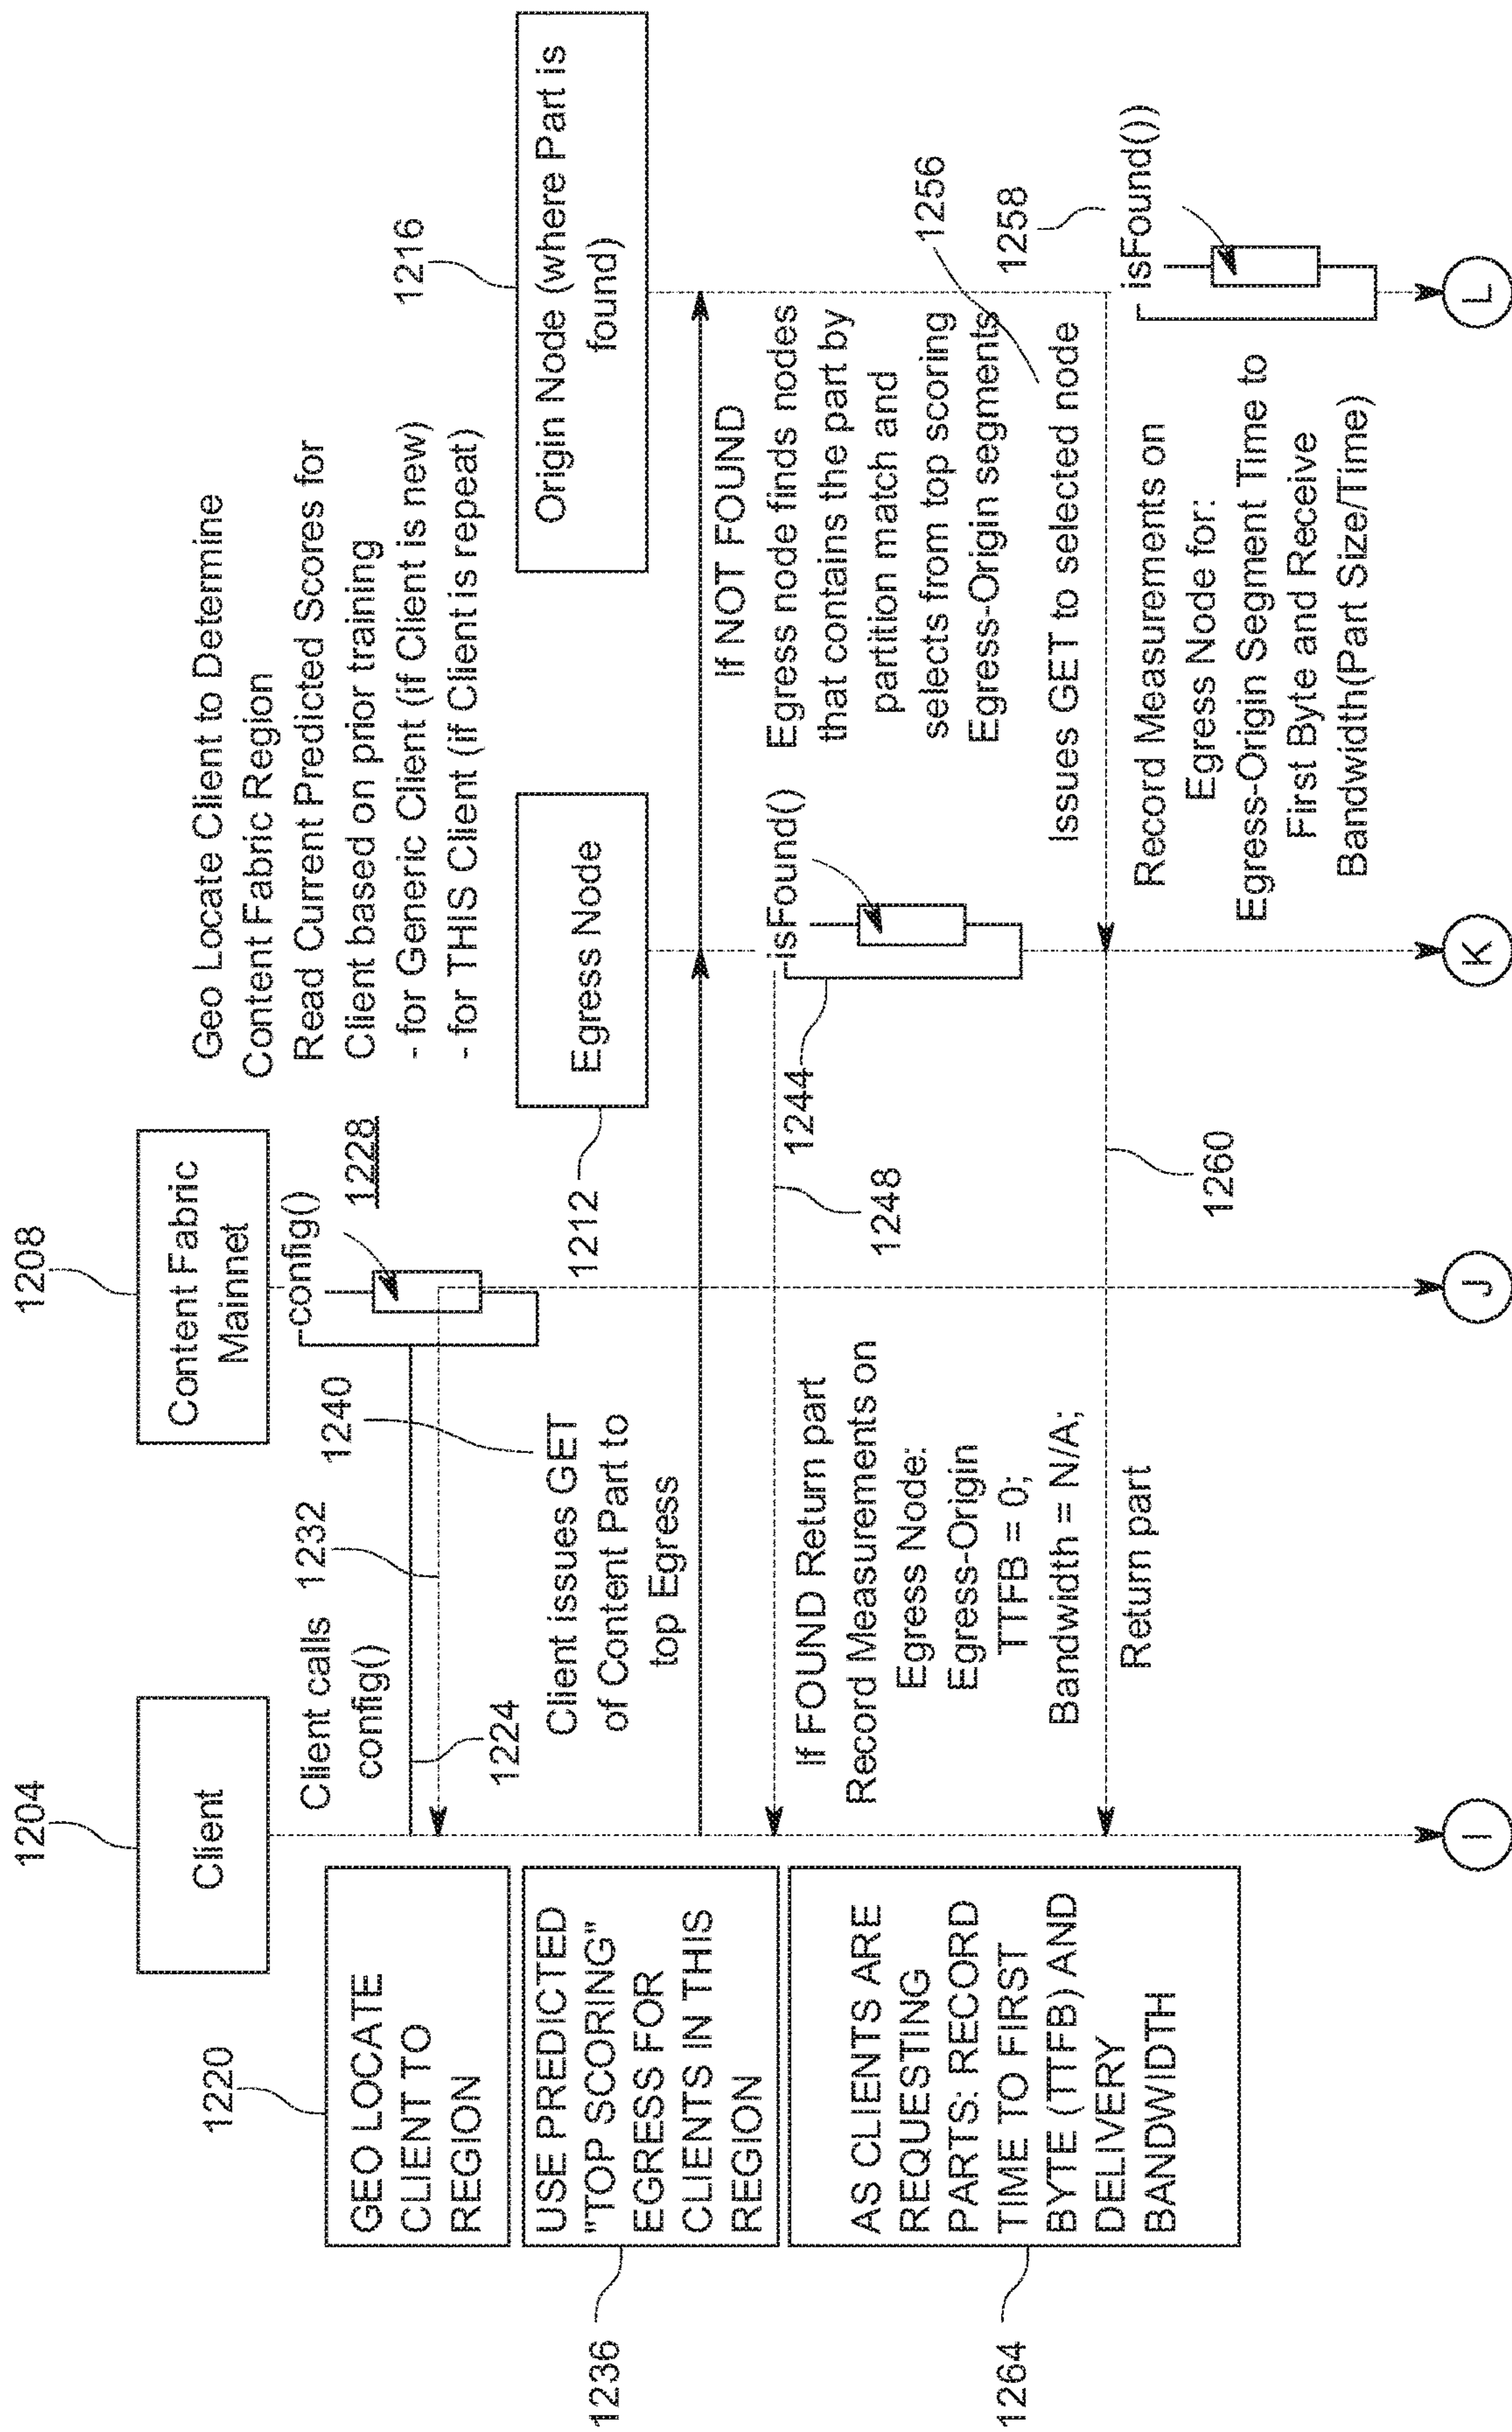 1204
Client
1208
Content Fabric
Mainnet
1220
GEO LOCATE
CLIENT TO
REGION
Client calls
config()
1232
1224
config()
1228
Geo Locate Client to Determine
Content Fabric Region
Read Current Predicted Scores for
Client based on prior training
- for Generic Client (if Client is new)
- for THIS Client (if Client is repeat)
1212
Egress Node
1216
Origin Node (where Part is
found)
1236
USE PREDICTED
"TOP SCORING"
EGRESS FOR
CLIENTS IN THIS
REGION
1240
Client issues GET
of Content Part to
top Egress
1264
AS CLIENTS ARE
REQUESTING
PARTS: RECORD
TIME TO FIRST
BYTE (TTFB) AND
DELIVERY
BANDWIDTH
If FOUND Return part
Record Measurements on
Egress Node:
Egress-Origin
TTFB = 0;
Bandwidth = N/A;
1248
1244
isFound()
If NOT FOUND
Egress node finds nodes
that contains the part by
partition match and
selects from top scoring
Egress-Origin segments
1256
Issues GET to selected node
Return part
1260
Record Measurements on
Egress Node for:
Egress-Origin Segment Time to
First Byte and Receive
Bandwidth(Part Size/Time)
1258
isFound())
I
J
K
L